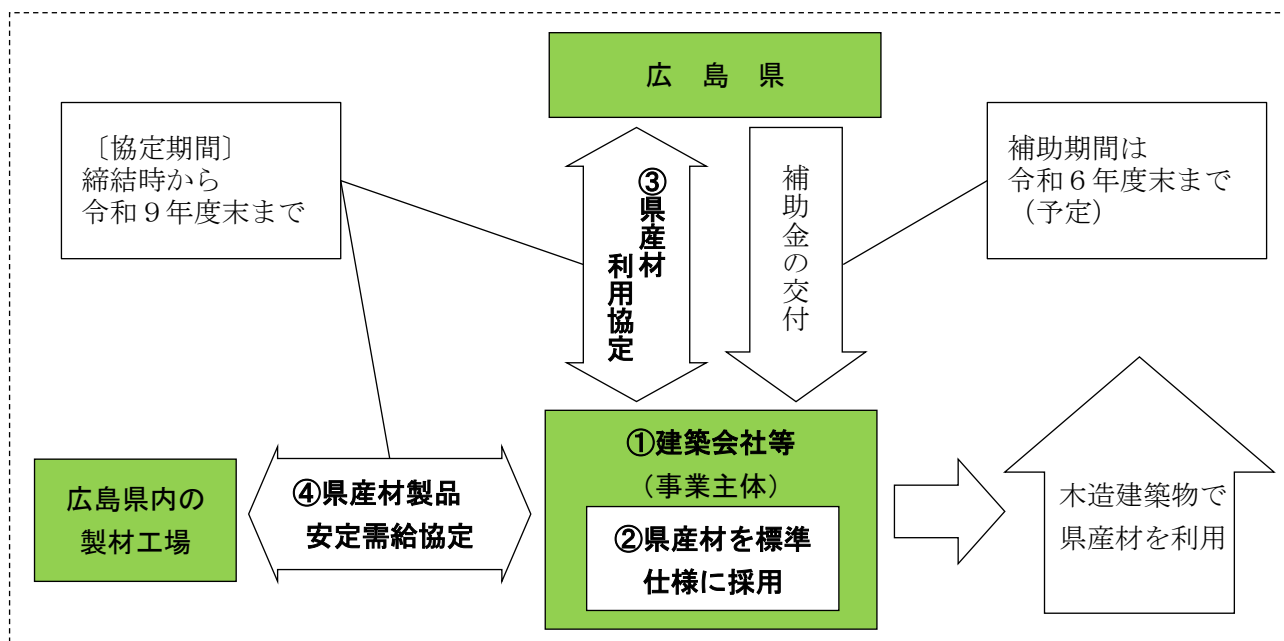 広島県
〔協定期間〕
締結時から
令和９年度末まで
③県産材
利用協定
補助金の交付
補助期間は
令和６年度末まで
（予定）
広島県内の
製材工場
④県産材製品
安定需給協定
①建築会社等
（事業主体）
②県産材を標準
仕様に採用
木造建築物で
県産材を利用